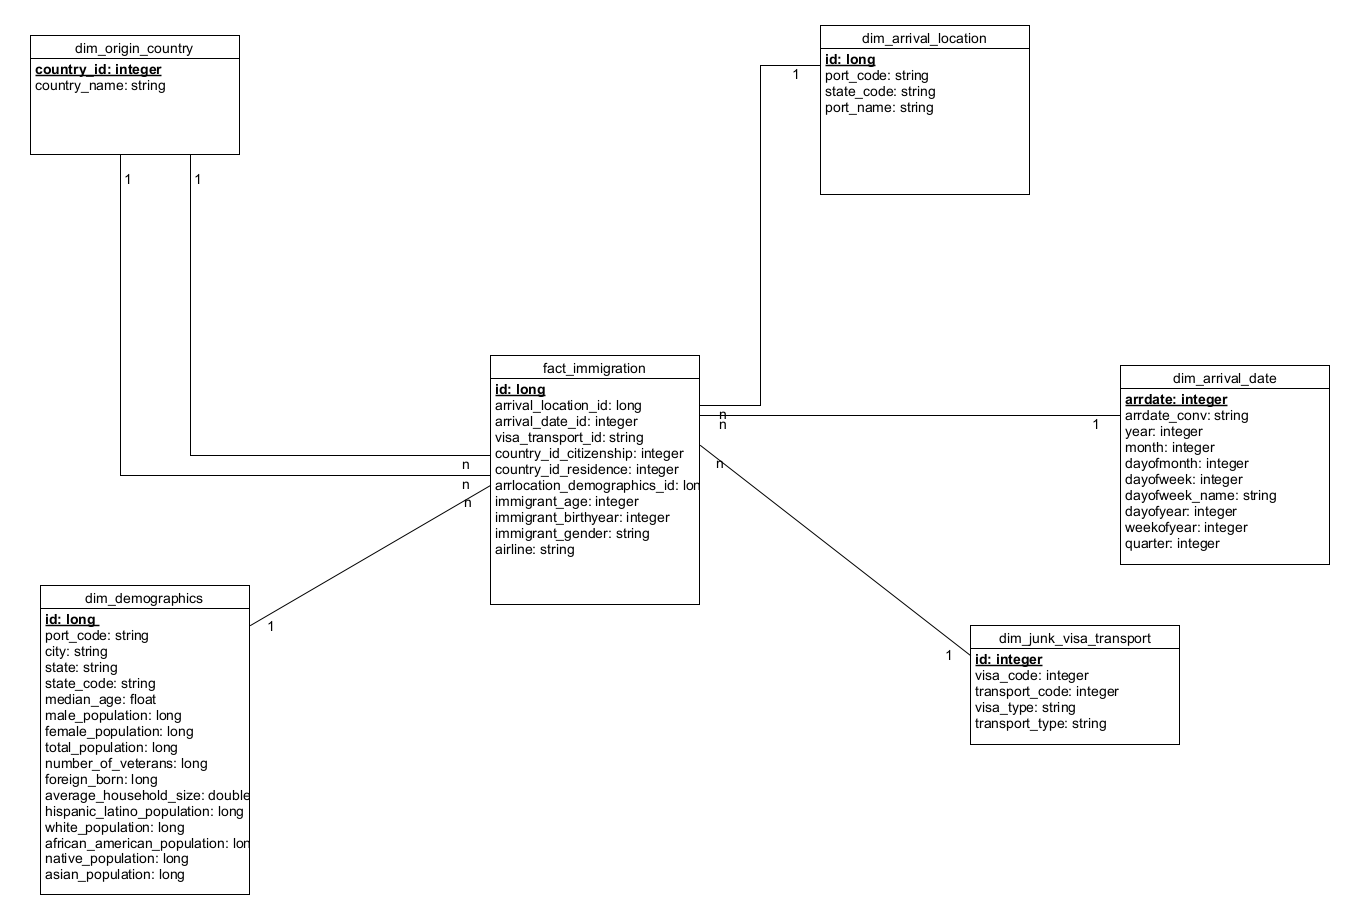 dim_origin_country
country_id: integer
country_name: string
1
1
dim_arrival_location
id: long
port_code: string
state_code: string
port_name: string
1
fact_immigration
id: long
arrival_location_id: long
arrival_date_id: integer
visa_transport_id: string
country_id_citizenship: integer
country_id_residence: integer
arrlocation_demographics_id: lon
immigrant_age: integer
immigrant_birthyear: integer
immigrant_gender: string
airline: string
n
n
n
n
n
n
dim_arrival_date
arrdate: integer
arrdate_conv: string
year: integer
month: integer
dayofmonth: integer
dayofweek: integer
dayofweek_name: string
dayofyear: integer
weekofyear: integer
quarter: integer
1
dim_demographics
id: long
port_code: string
city: string
state: string
state_code: string
median_age: float
male_population: long
female_population: long
total_population: long
number_of_veterans: long
foreign_born: long
average_household_size: double
hispanic_latino_population: long
white_population: long
african_american_population: lon
native_population: long
asian_population: long
1
dim_junk_visa_transport
id: integer
visa_code: integer
transport_code: integer
visa_type: string
transport_type: string
1